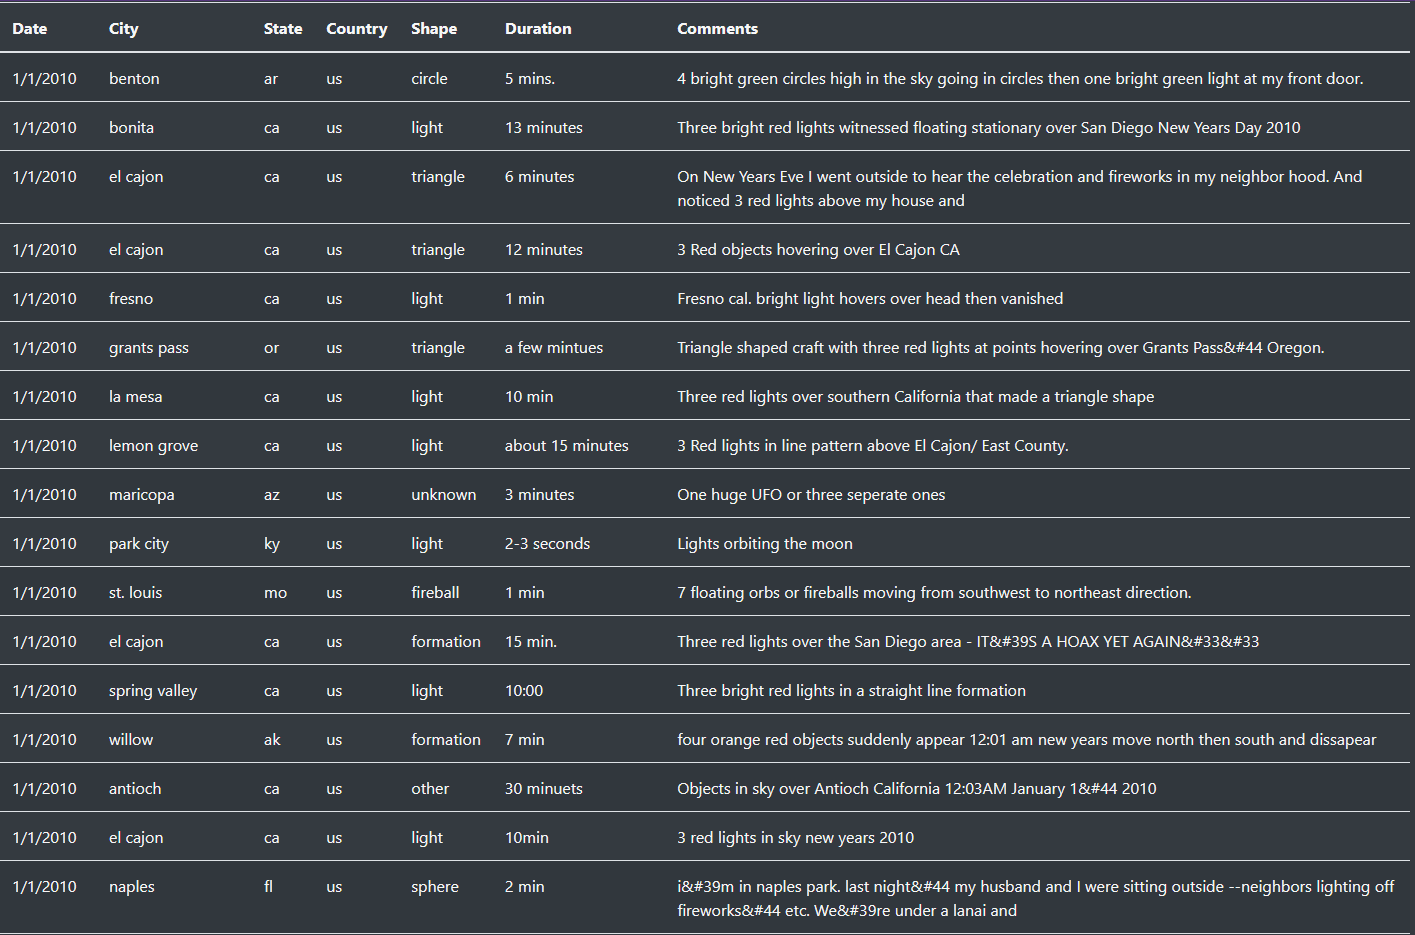 Date City State Country Shape Duration Comments
1/1/2010 benton ar us circle 5 mins. 4 bright green circles high in the sky going in circles then one bright green light at my front door.
1/1/2010 bonita ca us light 13 minutes Three bright red lights witnessed floating stationary over San Diego New Years Day 2010
1/1/2010 el cajon ca us triangle 6 minutes On New Years Eve I went outside to hear the celebration and fireworks in my neighbor hood. And
noticed 3 red lights above my house and
1/1/2010 el cajon ca us triangle 12 minutes 3 Red objects hovering over El Cajon CA
1/1/2010 fresno ca us light 1 min Fresno cal. bright light hovers over head then vanished
1/1/2010 grants pass or us triangle a few mintues Triangle shaped craft with three red lights at points hovering over Grants Pass&#44 Oregon.
1/1/2010 la mesa ca us light 10 min Three red lights over southern California that made a triangle shape
1/1/2010 lemon grove ca us light about 15 minutes 3 Red lights in line pattern above El Cajon/ East County.
1/1/2010 maricopa az us unknown 3 minutes One huge UFO or three seperate ones
1/1/2010 park city ky us light 2-3 seconds Lights orbiting the moon
1/1/2010 st. louis mo us fireball 1 min 7 floating orbs or fireballs moving from southwest to northeast direction.
1/1/2010 el cajon ca us formation 15 min. Three red lights over the San Diego area - IT&#39S A HOAX YET AGAIN&#33&#33
1/1/2010 spring valley ca us light 10:00 Three bright red lights in a straight line formation
1/1/2010 willow ak us formation 7 min four orange red objects suddenly appear 12:01 am new years move north then south and dissapear
1/1/2010 antioch ca us other 30 minuets Objects in sky over Antioch California 12:03AM January 1&#44 2010
1/1/2010 el cajon ca us light 10min 3 red lights in sky new years 2010
1/1/2010 naples fl us sphere 2 min i&#39m in naples park. last night&#44 my husband and I were sitting outside --neighbors lighting off
fireworks&#44 etc. We&#39re under a lanai and